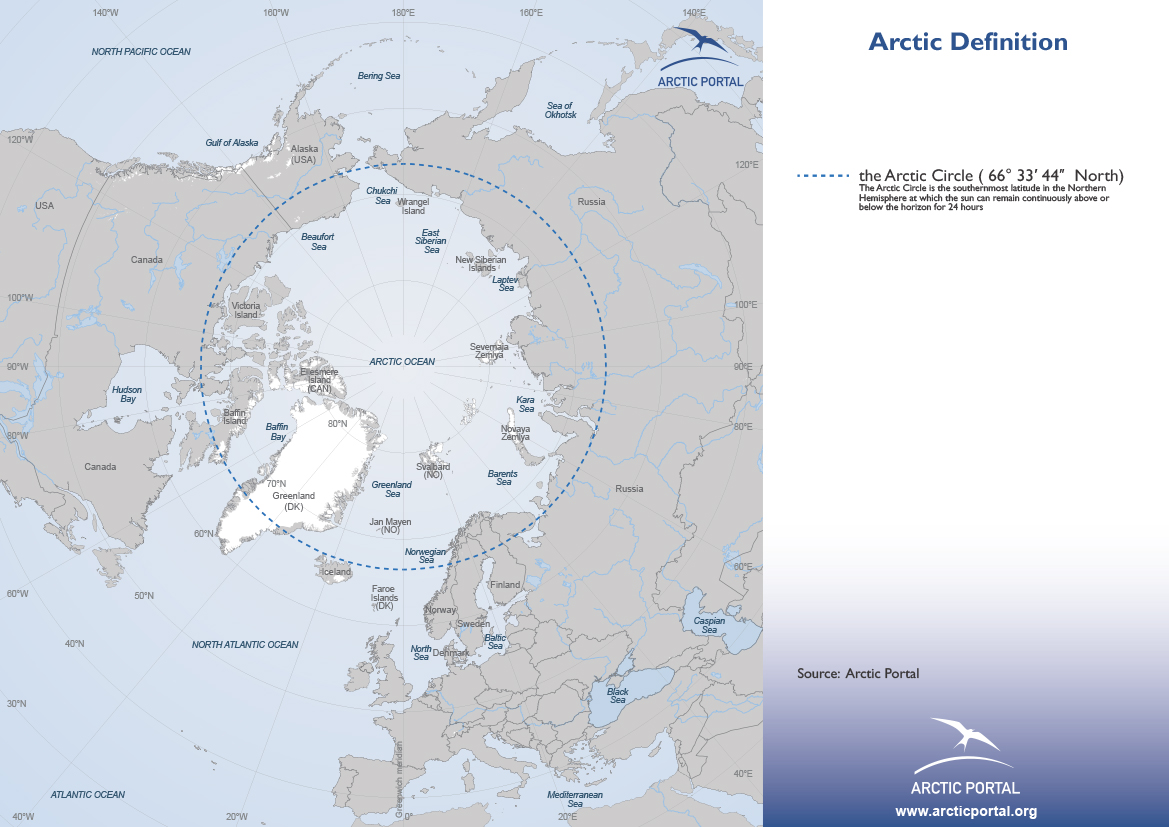 140°W
160°W
180°E
160°E
140°E
NORTH PACIFIC OCEAN
Bering Sea
ARCTIC PORTAL
Sea of
Okhotsk
120°W
Gulf of Alaska
Alaska
(USA)
120°E
Chukchi
Sea
Wrangel
Island
Russia
USA
Beaufort
Sea
East
Siberian
Sea
Canada
New Siberian
Islands
Laptev
Sea
100°W
Victoria
Island
100°E
Severnaja
Zemlya
ARCTIC OCEAN
90°W
90°E
Ellesmere
Island
(CAN)
Hudson
Bay
Kara
Sea
Baffin
Island
Baffin
Bay
80°N
Novaya
Zemlya
80°W
80°E
Canada
Svalbard
(NO)
Barents
Sea
70°N
Greenland
(DK)
Greenland
Sea
Russia
Jan Mayen
(NO)
60°N
Norwegian
Sea
Iceland
60°E
Finland
60°W
50°N
Faroe
Islands
(DK)
Norway
Sweden
Caspian
Sea
40°N
NORTH ATLANTIC OCEAN
North
Sea
Denmark
Baltic
Sea
Black
Sea
30°N
Greenwich meridian
40°E
ATLANTIC OCEAN
Mediterranean
Sea
40°W
20°W
0°
20°E
Arctic Definition
the Arctic Circle ( 66° 33′ 44″ North)
The Arctic Circle is the southernmost latitude in the Northern
Hemisphere at which the sun can remain continuously above or
below the horizon for 24 hours
Source: Arctic Portal
ARCTIC PORTAL
www.arcticportal.org